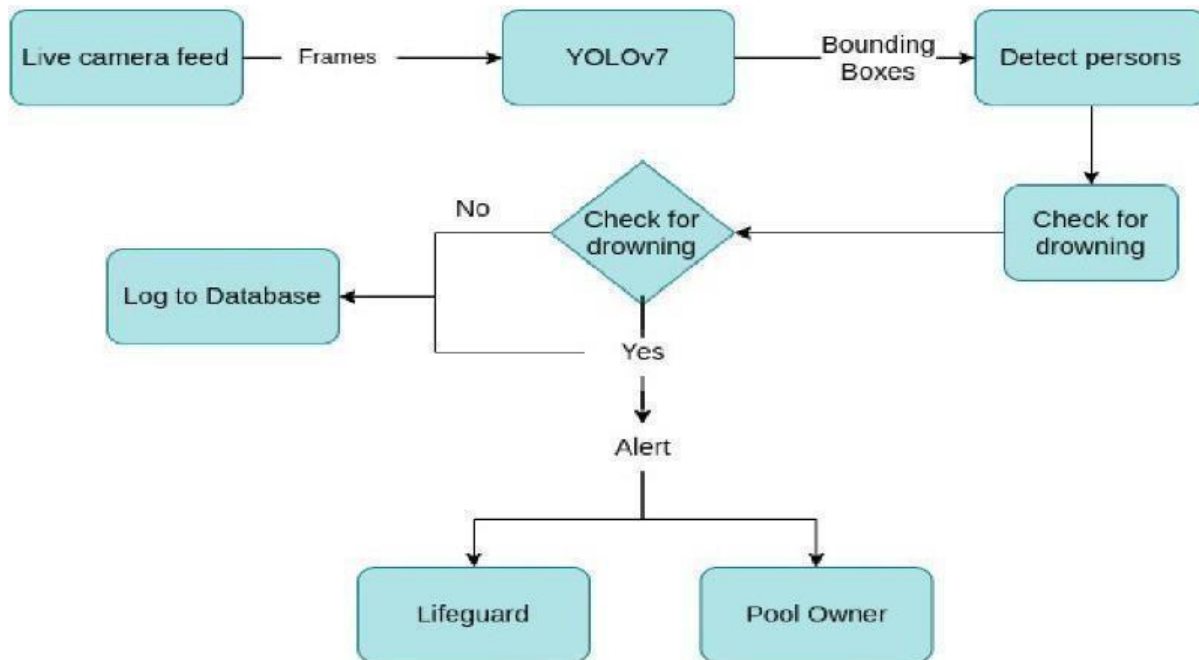 Live camera feed
Frames
YOLOv7
Bounding
Boxes
Detect persons
Check for
drowning
Check for
drowning
No
Log to Database
Yes
Alert
Lifeguard
Pool Owner